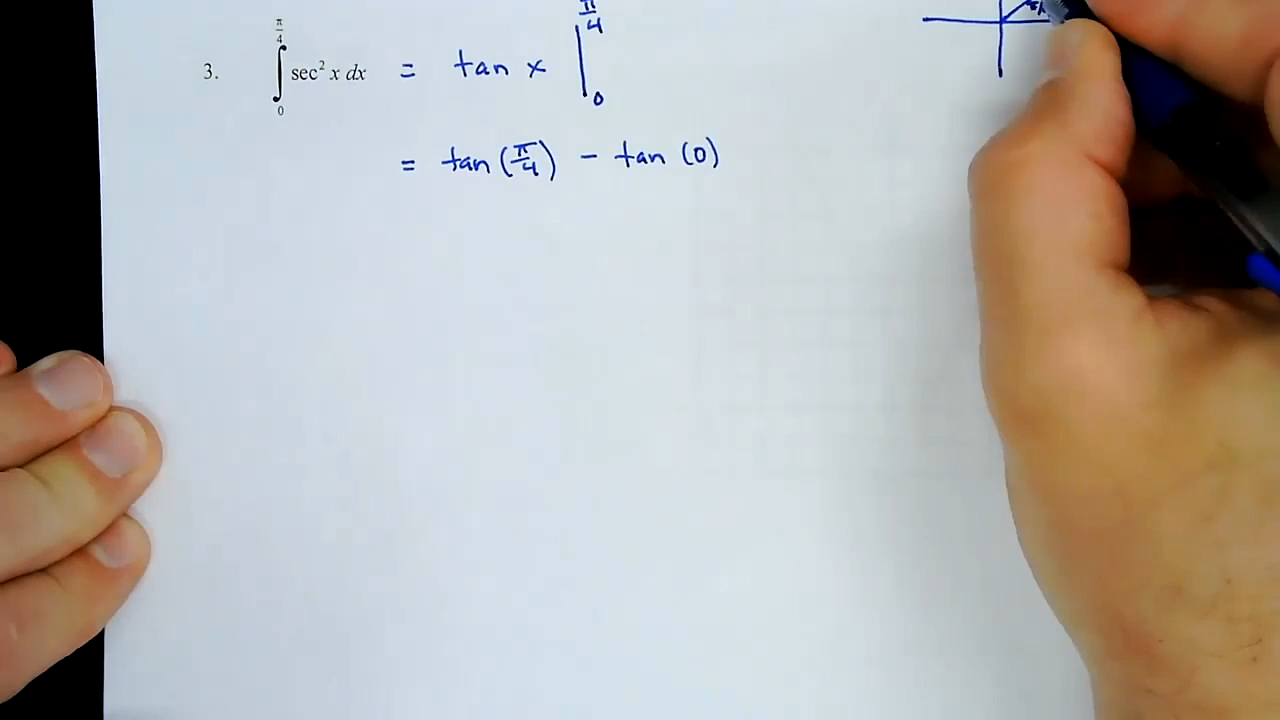 3. ∫₀^(π/4) sec² x dx = tan x |₀^(π/4)
= tan(π/4) − tan(0)